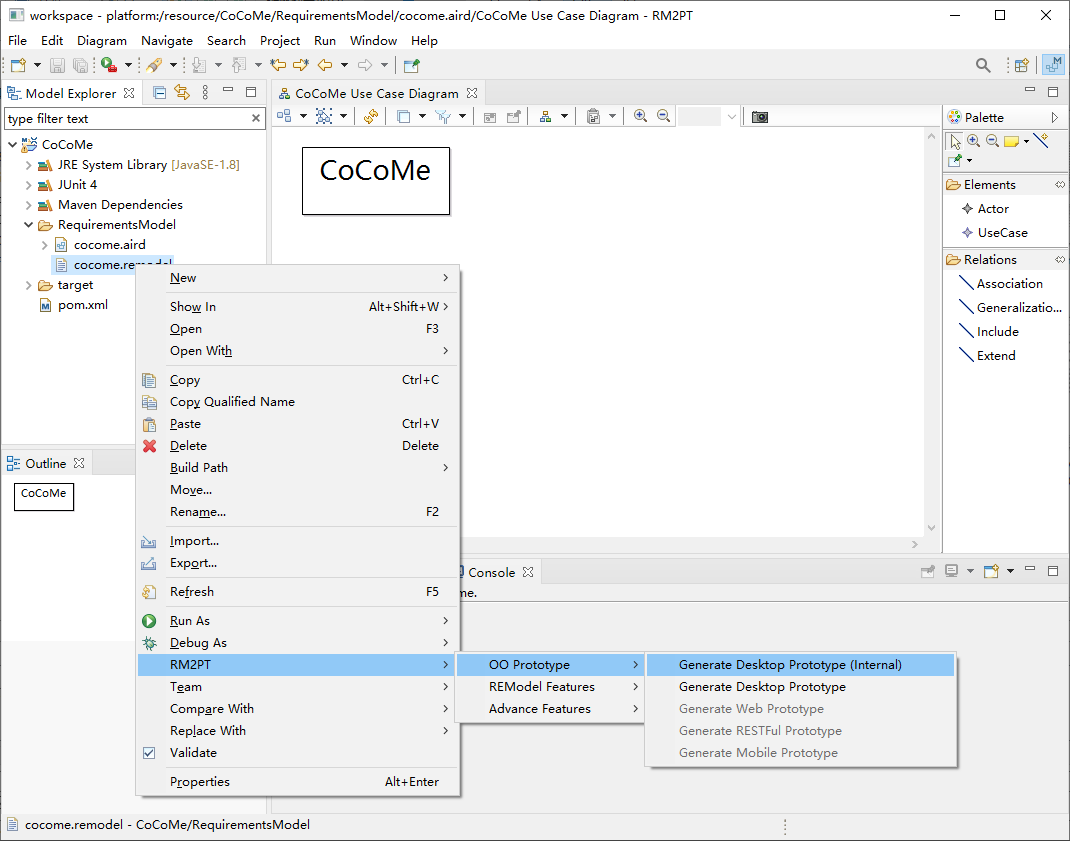 workspace - platform:/resource/CoCoMe/RequirementsModel/cocome.aird/CoCoMe Use Case Diagram - RM2PT
File Edit Diagram Navigate Search Project Run Window Help
Model Explorer
type filter text
CoCoMe
JRE System Library [JavaSE-1.8]
JUnit 4
Maven Dependencies
RequirementsModel
cocome.aird
cocome.remodel
target
pom.xml
Outline
CoCoMe
CoCoMe Use Case Diagram
CoCoMe
Palette
Elements
Actor
UseCase
Relations
Association
Generalizatio...
Include
Extend
Console
me.
New
Show In Alt+Shift+W
Open F3
Open With
Copy Ctrl+C
Copy Qualified Name
Paste Ctrl+V
Delete Delete
Build Path
Move...
Rename... F2
Import...
Export...
Refresh F5
Run As
Debug As
RM2PT
Team
Compare With
Replace With
Validate
Properties Alt+Enter
OO Prototype
REModel Features
Advance Features
Generate Desktop Prototype (Internal)
Generate Desktop Prototype
Generate Web Prototype
Generate RESTFul Prototype
Generate Mobile Prototype
cocome.remodel - CoCoMe/RequirementsModel